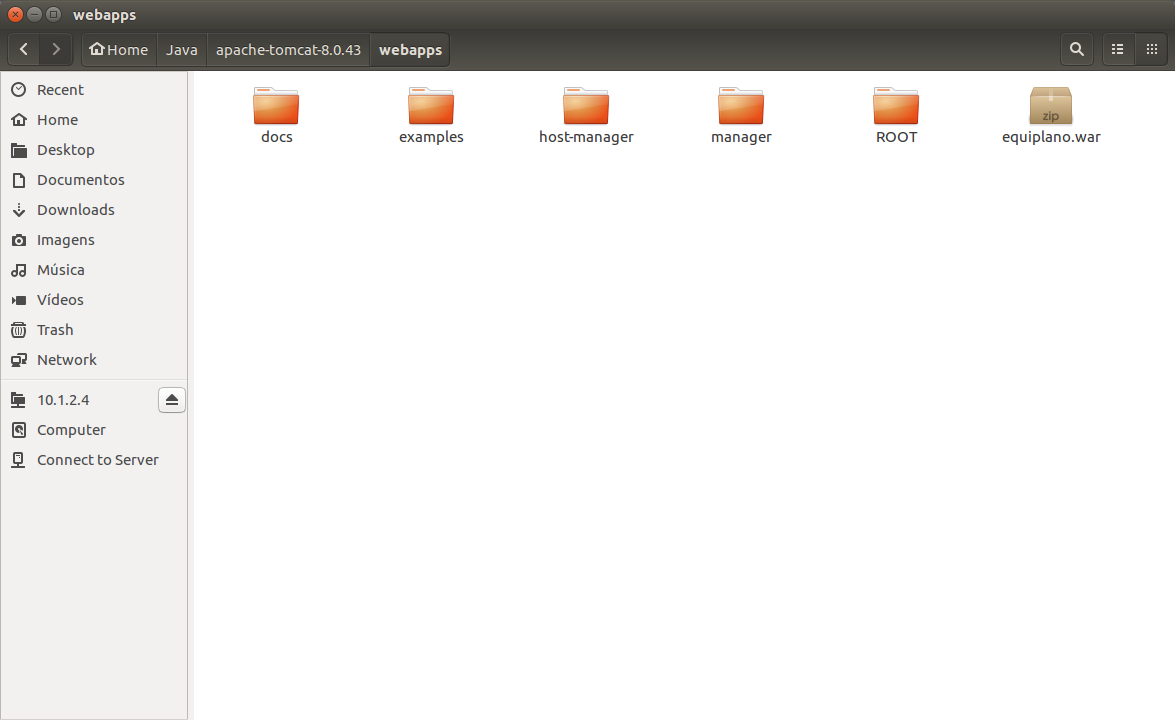 webapps
Home Java apache-tomcat-8.0.43 webapps
Recent
Home
Desktop
Documentos
Downloads
Imagens
Música
Vídeos
Trash
Network
10.1.2.4
Computer
Connect to Server
docs examples host-manager manager ROOT zip equiplano.war